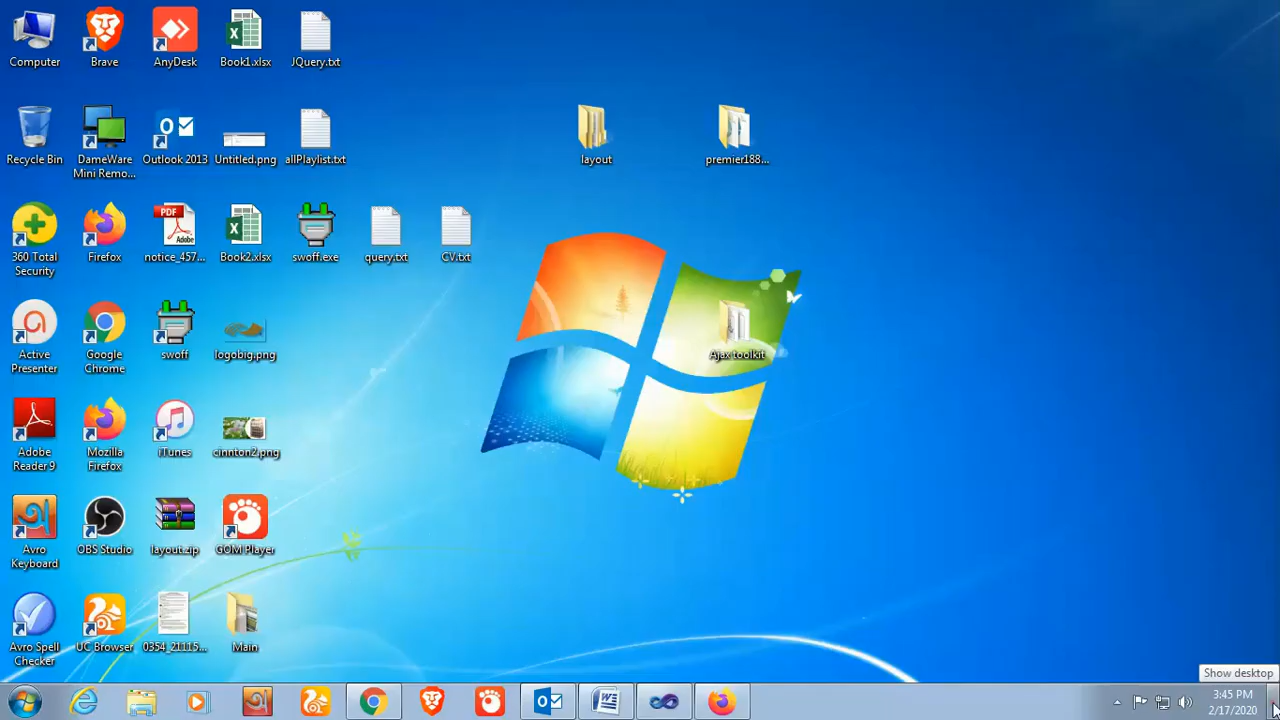 Computer
Brave
AnyDesk
Book1.xlsx
JQuery.txt
Recycle Bin
DameWare
Mini Remo...
Outlook 2013
Untitled.png
allPlaylist.txt
layout
premier188...
360 Total
Security
Firefox
PDF
Adobe
notice_457...
Book2.xlsx
swoff.exe
query.txt
CV.txt
Active
Presenter
Google
Chrome
swoff
logobig.png
Ajax toolkit
Adobe
Reader 9
Mozilla
Firefox
iTunes
cinnton2.png
Avro
Keyboard
OBS Studio
layout.zip
GOM Player
Avro Spell
Checker
UC Browser
0354_21115...
Main
Show desktop
3:45 PM
2/17/2020